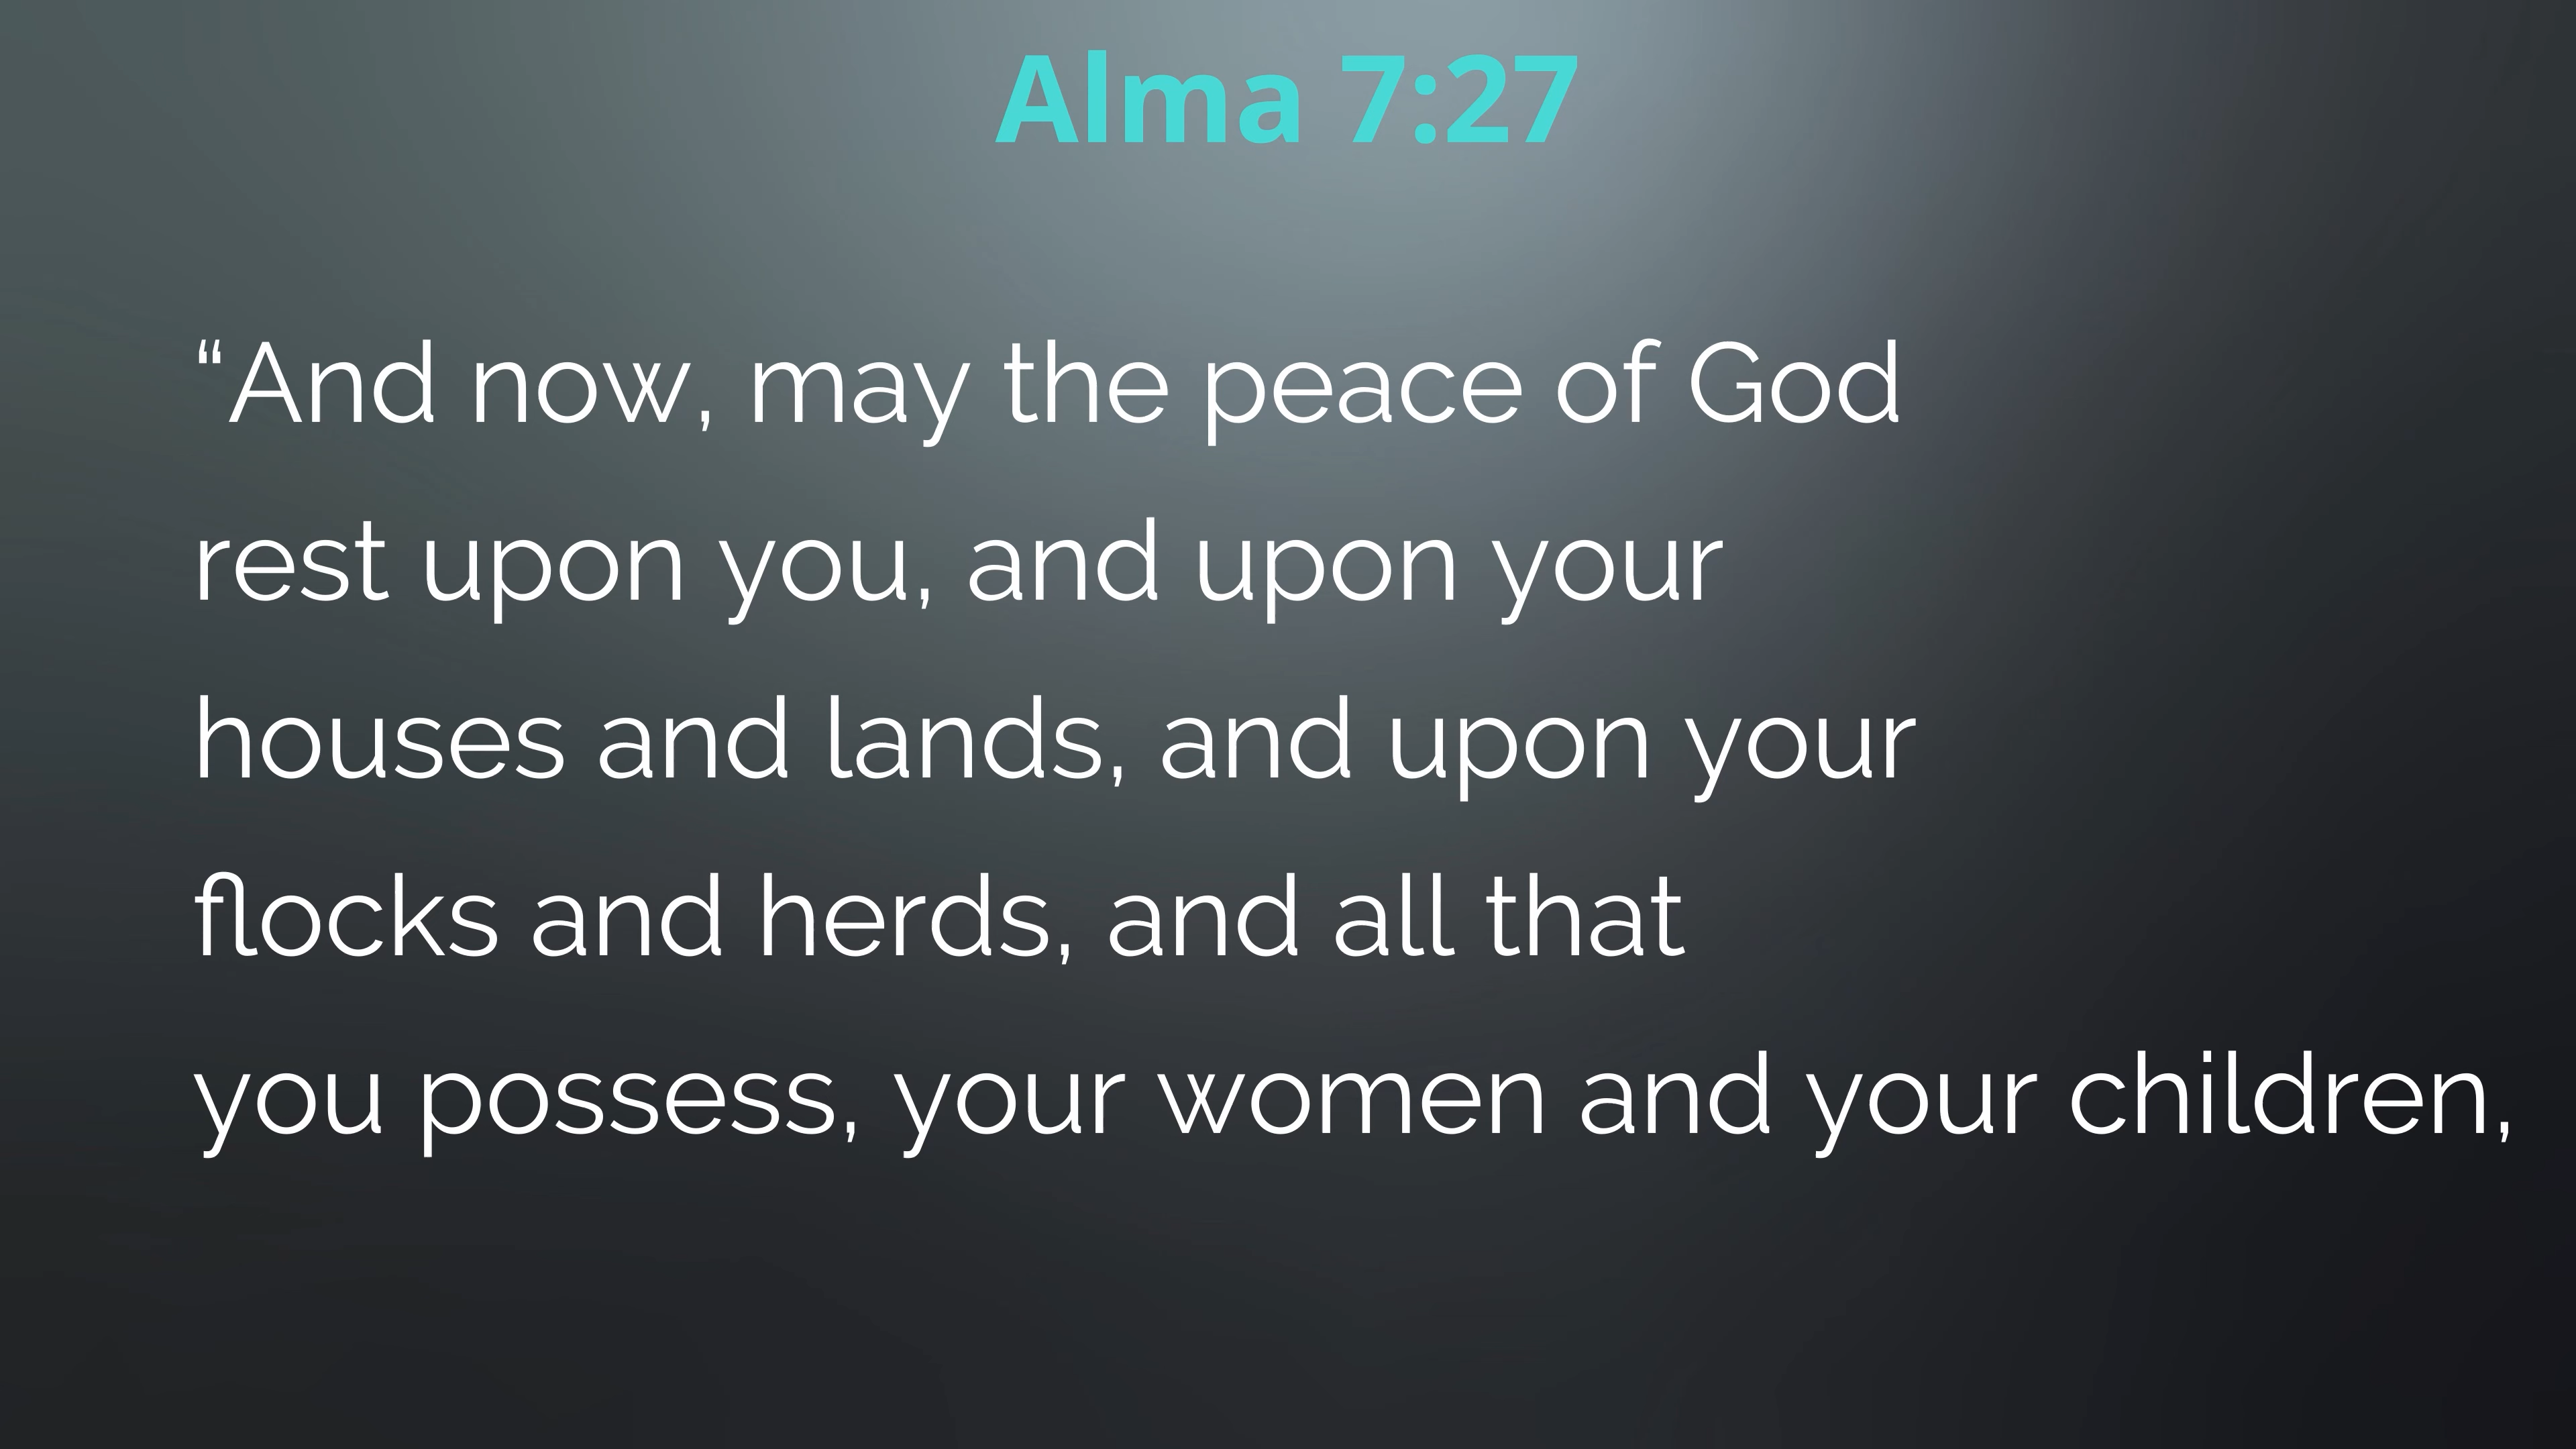 Alma 7:27
“And now, may the peace of God
rest upon you, and upon your
houses and lands, and upon your
flocks and herds, and all that
you possess, your women and your children,